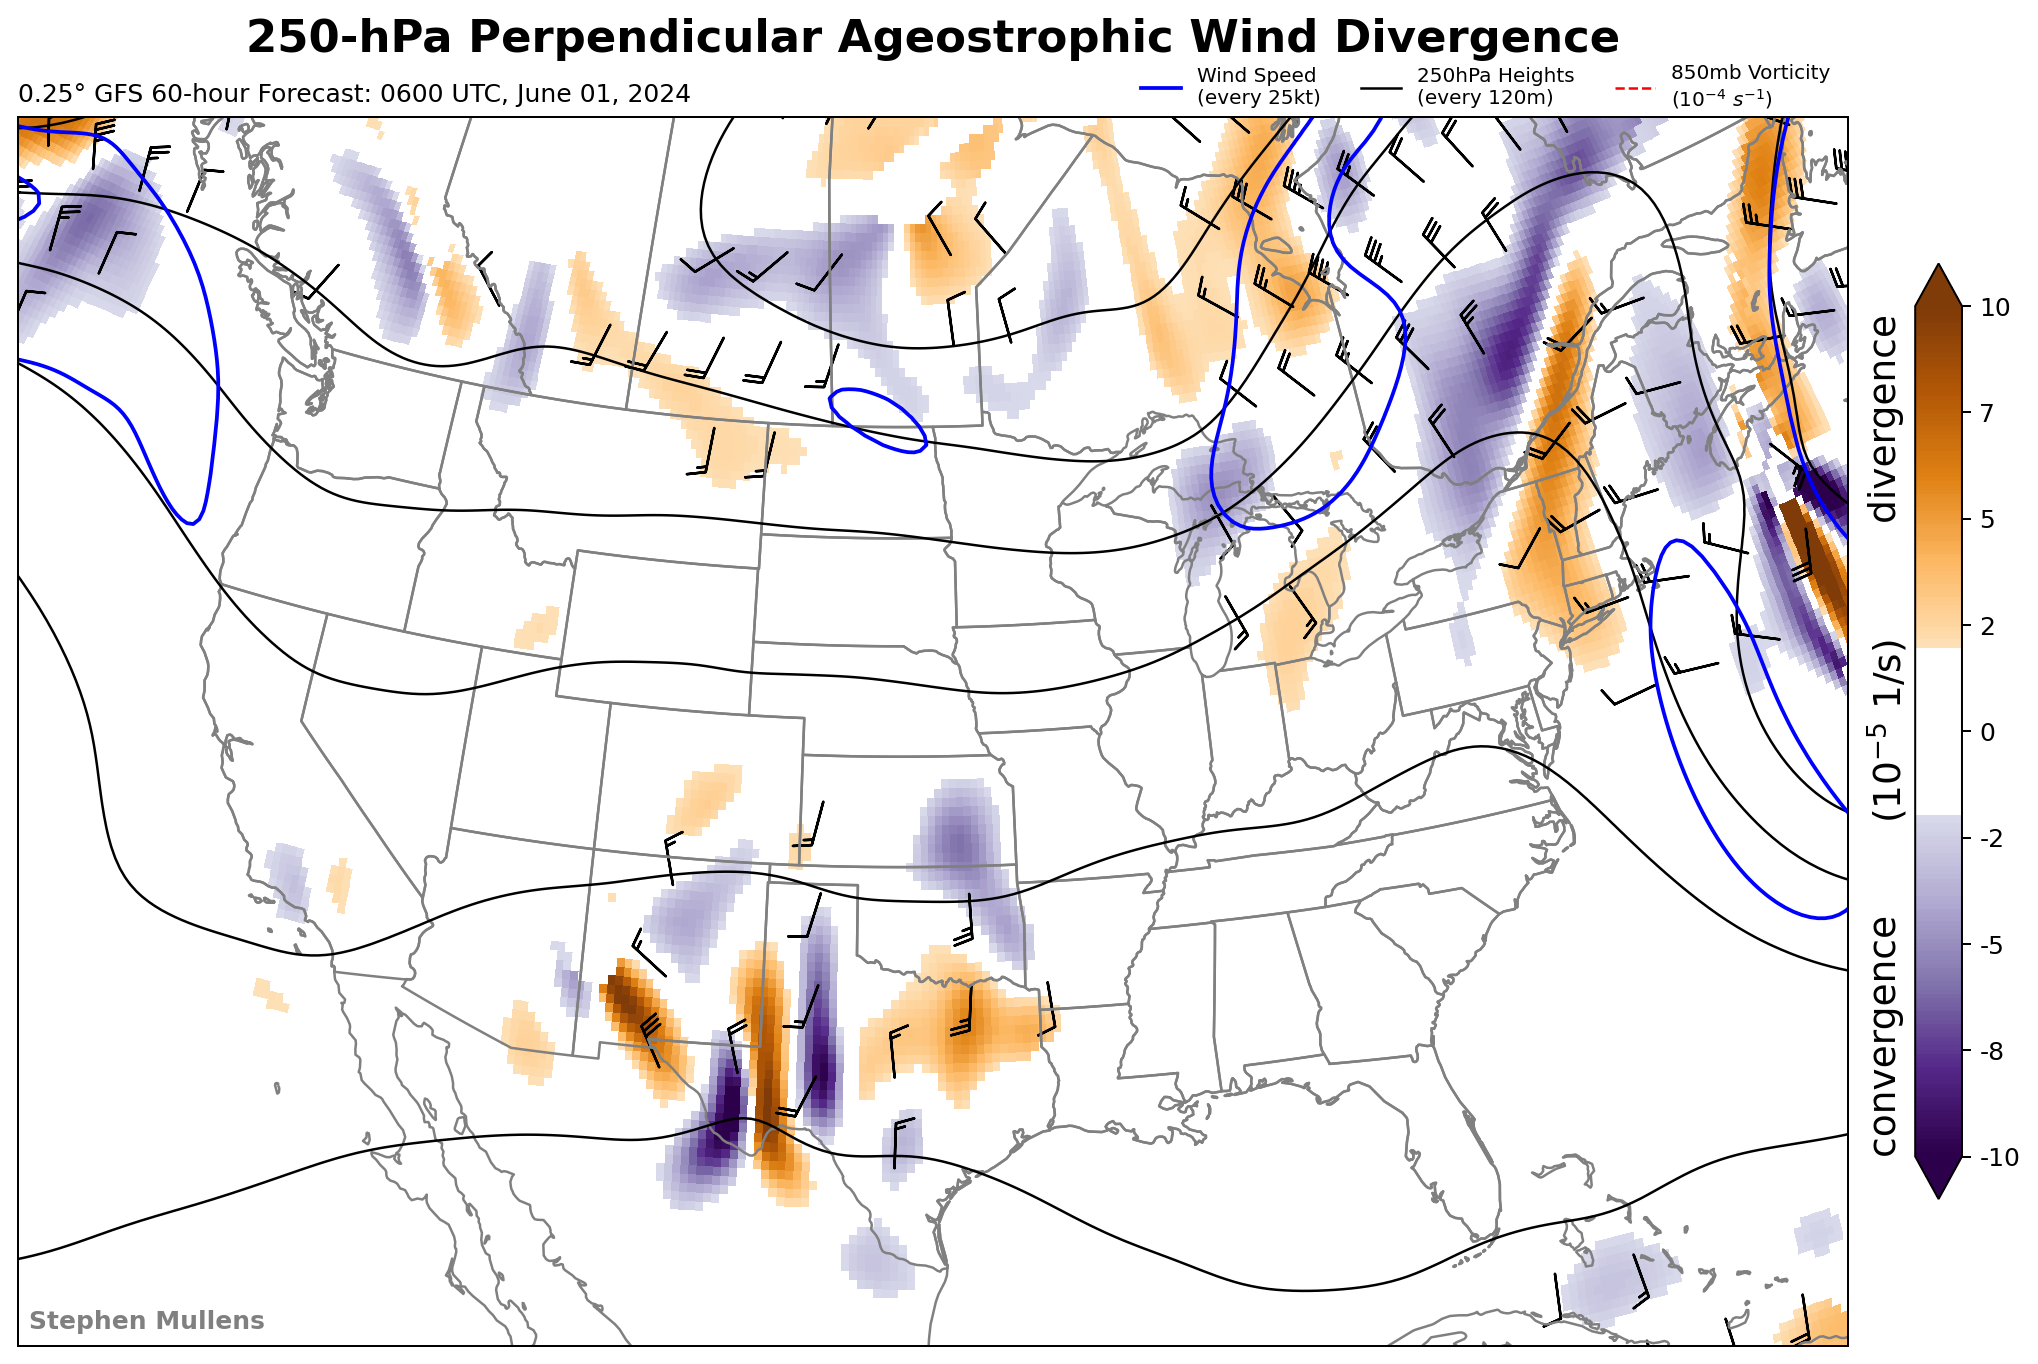 250-hPa Perpendicular Ageostrophic Wind Divergence
0.25° GFS 60-hour Forecast: 0600 UTC, June 01, 2024
Wind Speed
(every 25kt)
250hPa Heights
(every 120m)
850mb Vorticity
(10⁻⁴ s⁻¹)
10
7
5
2
0
-2
-5
-8
-10
convergence (10⁻⁵ 1/s) divergence
Stephen Mullens